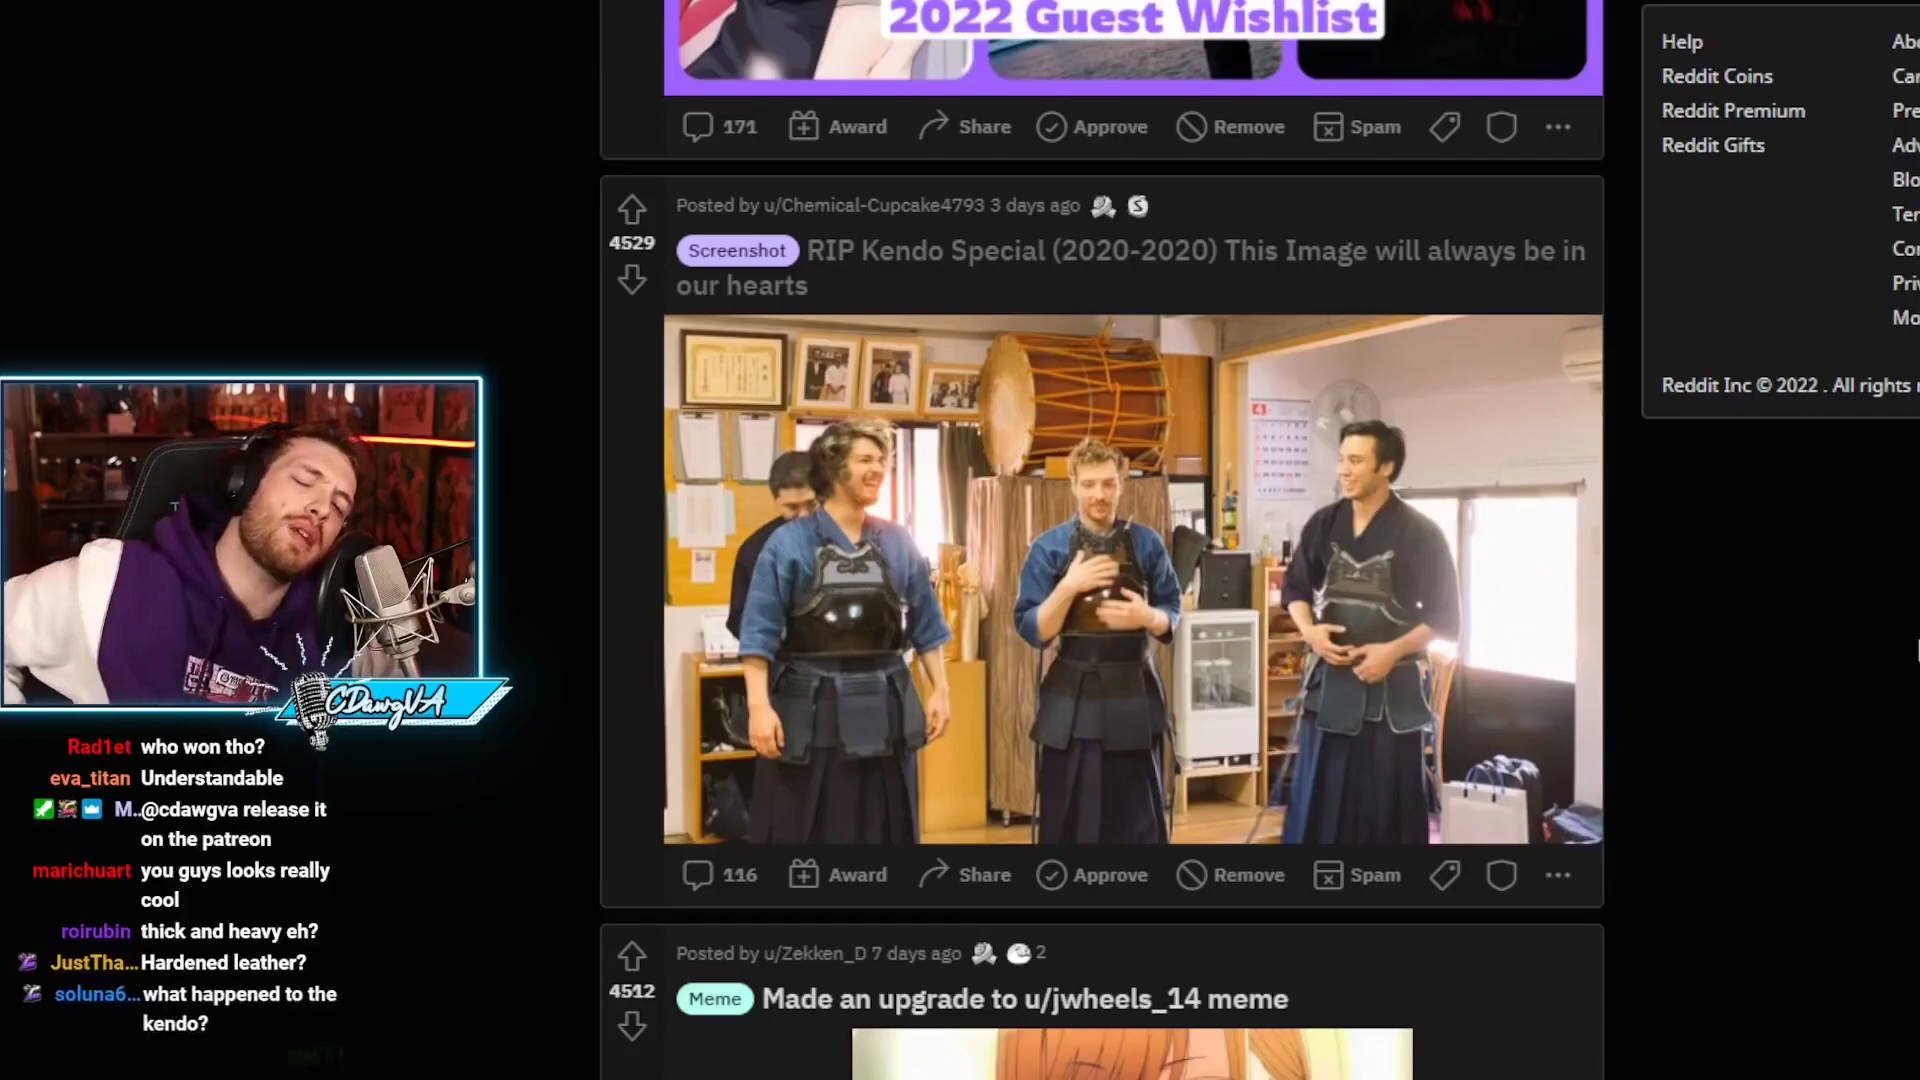 2022 Guest Wishlist
171 Award Share Approve Remove Spam
Help
Reddit Coins
Reddit Premium
Reddit Gifts
Reddit Inc © 2022 . All rights
Posted by u/Chemical-Cupcake4793 3 days ago
4529
Screenshot RIP Kendo Special (2020-2020) This Image will always be in
our hearts
116 Award Share Approve Remove Spam
Posted by u/Zekken_D 7 days ago 2
4512
Meme Made an upgrade to u/jwheels_14 meme
CDawgVA
Rad1et who won tho?
eva_titan Understandable
M..@cdawgva release it
on the patreon
marichuart you guys looks really
cool
roirubin thick and heavy eh?
JustTha... Hardened leather?
soluna6... what happened to the
kendo?